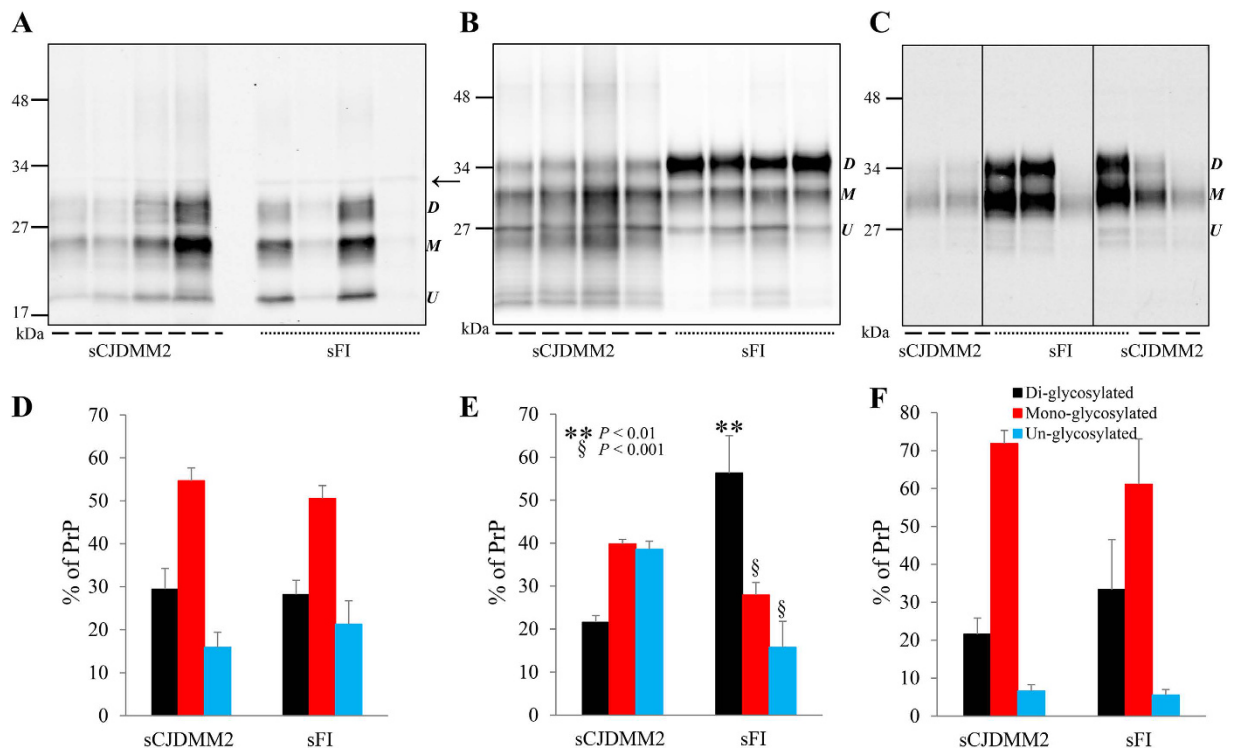 A
48
34
27
17
kDa
D
M
U
sCJDMM2
sFI
B
48
34
27
kDa
D
M
U
sCJDMM2
sFI
C
48
34
27
kDa
D
M
U
sCJDMM2
sFI
sCJDMM2
D
70
60
50
40
30
20
10
0
% of PrP
sCJDMM2
sFI
E
70
60
50
40
30
20
10
0
% of PrP
** P < 0.01
§ P < 0.001
**
§
§
sCJDMM2
sFI
F
80
70
60
50
40
30
20
10
0
% of PrP
Di-glycosylated
Mono-glycosylated
Un-glycosylated
sCJDMM2
sFI